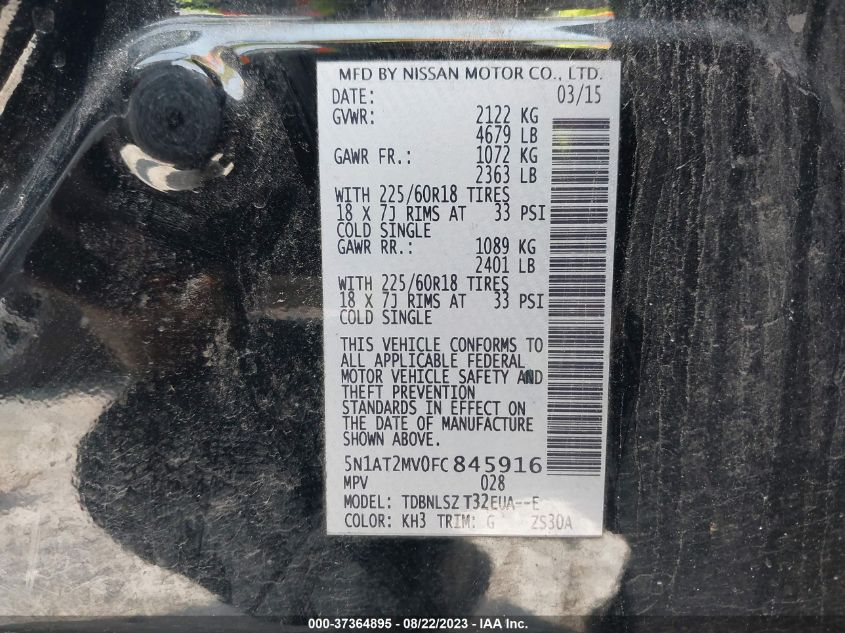 MFD BY NISSAN MOTOR CO., LTD.
DATE: 03/15
GVWR: 2122 KG
4679 LB
GAWR FR.: 1072 KG
2363 LB
WITH 225/60R18 TIRES
18 X 7J RIMS AT 33 PSI
COLD SINGLE
GAWR RR.: 1089 KG
2401 LB
WITH 225/60R18 TIRES
18 X 7J RIMS AT 33 PSI
COLD SINGLE
THIS VEHICLE CONFORMS TO
ALL APPLICABLE FEDERAL
MOTOR VEHICLE SAFETY AND
THEFT PREVENTION
STANDARDS IN EFFECT ON
THE DATE OF MANUFACTURE
SHOWN ABOVE.
5N1AT2MV0FC845916
MPV 028
MODEL: TDBNLSZ T32EUA--E
COLOR: KH3 TRIM: G ZS30A
000-37364895 - 08/22/2023 - IAA Inc.